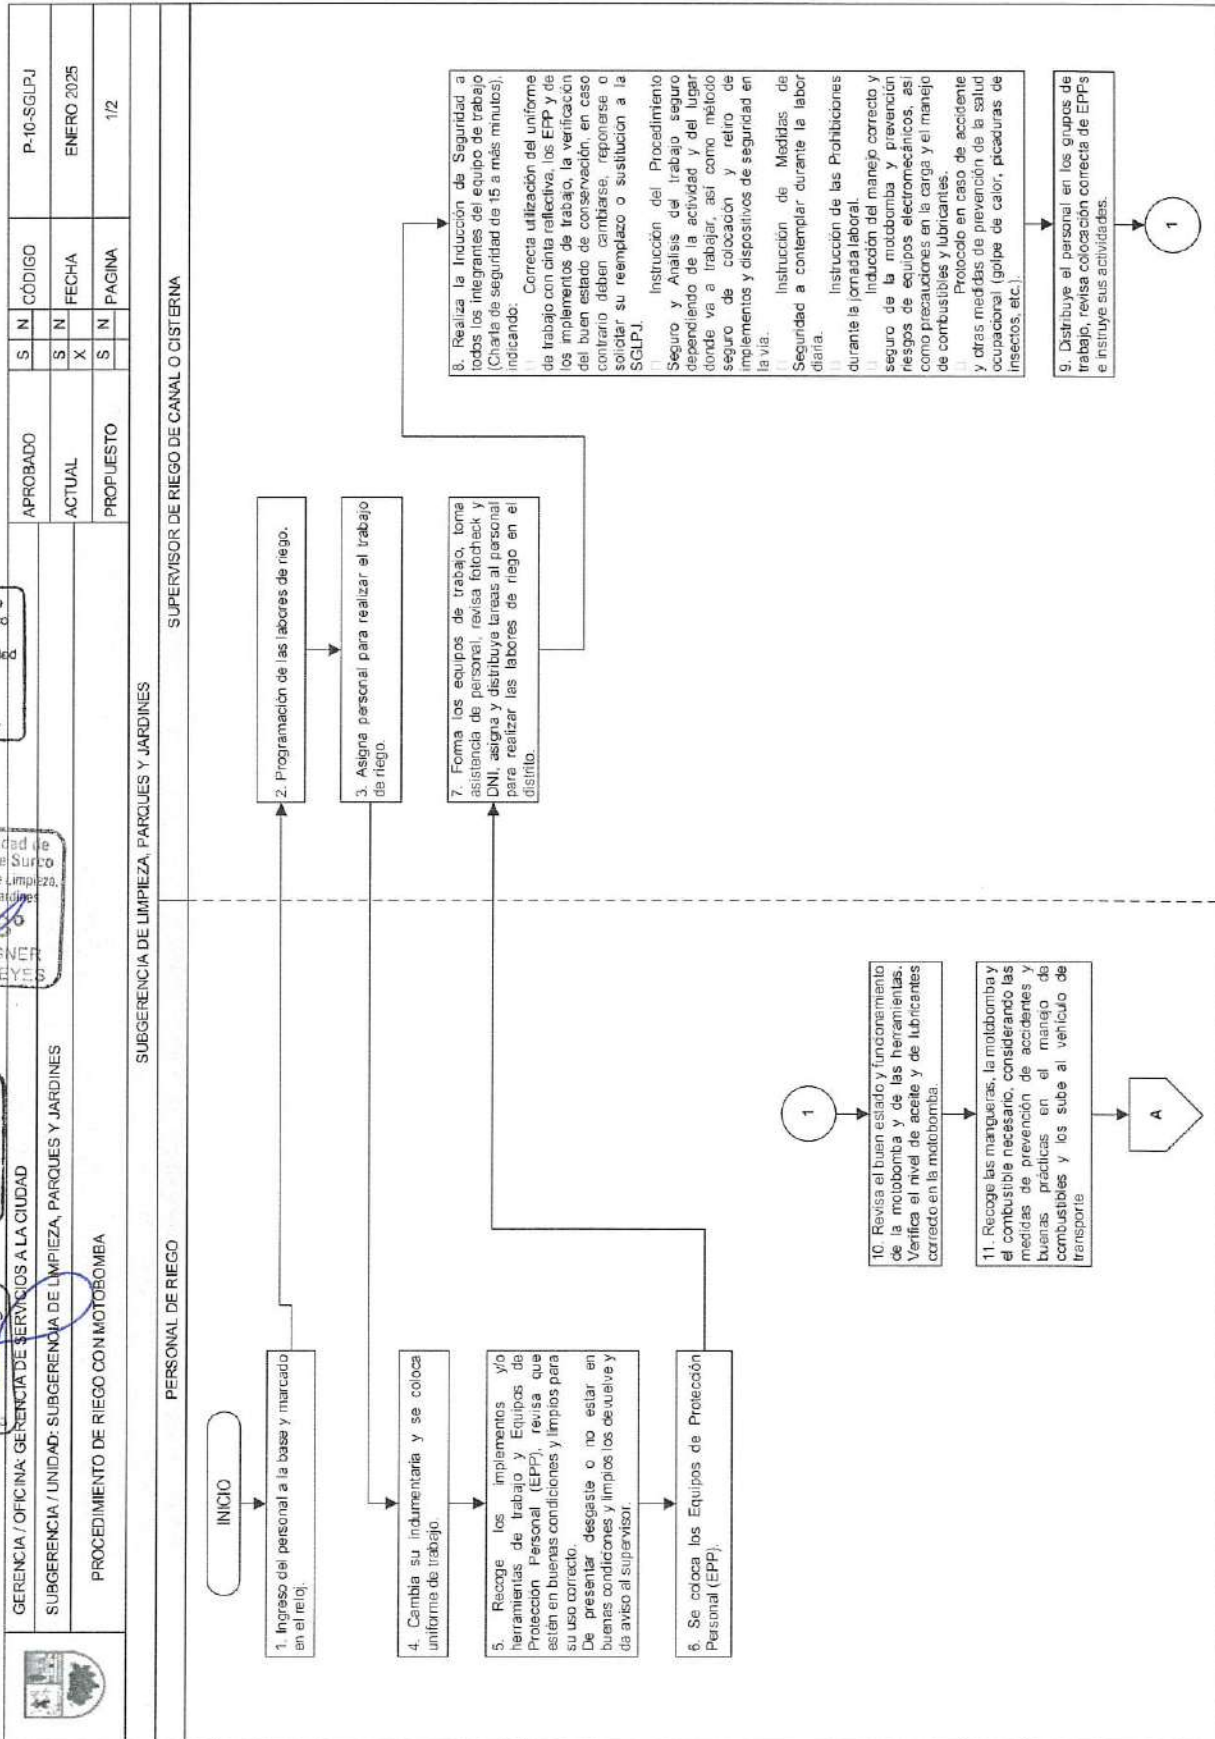 GERENCIA / OFICINA: GERENCIA DE SERVICIOS A LA CIUDAD
SUBGERENCIA / UNIDAD: SUBGERENCIA DE LIMPIEZA, PARQUES Y JARDINES
PROCEDIMIENTO DE RIEGO CON MOTOBOMBA
APROBADO S N CÓDIGO P-10-SGLPJ
ACTUAL S N FECHA ENERO 2025
X
PROPUESTO S N PAGINA 1/2
dad de
e Surco
e Limpieza,
ardines
GNER
EYES
SUBGERENCIA DE LIMPIEZA, PARQUES Y JARDINES
PERSONAL DE RIEGO
SUPERVISOR DE RIEGO DE CANAL O CISTERNA
INICIO
1. Ingreso del personal a la base y marcado
en el reloj.
2. Programación de las labores de riego.
3. Asigna personal para realizar el trabajo
de riego.
4. Cambia su indumentaria y se coloca
uniforme de trabajo.
5. Recoge los implementos y/o
herramientas de trabajo y Equipos de
Protección Personal (EPP), revisa que
estén en buenas condiciones y limpios para
su uso correcto.
De presentar desgaste o no estar en
buenas condiciones y limpios los devuelve y
da aviso al supervisor.
6. Se coloca los Equipos de Protección
Personal (EPP).
7. Forma los equipos de trabajo, toma
asistencia de personal, revisa fotocheck y
DNI, asigna y distribuye tareas al personal
para realizar las labores de riego en el
distrito.
8. Realiza la Inducción de Seguridad a
todos los integrantes del equipo de trabajo
(Charla de seguridad de 15 a más minutos),
indicando:
Correcta utilización del uniforme
de trabajo con cinta reflectiva, los EPP y de
los implementos de trabajo, la verificación
del buen estado de conservación, en caso
contrario deben cambiarse, reponerse o
solicitar su reemplazo o sustitución a la
SGLPJ.
Instrucción del Procedimiento
Seguro y Análisis del trabajo seguro
dependiendo de la actividad y del lugar
donde va a trabajar, así como método
seguro de colocación y retiro de
implementos y dispositivos de seguridad en
la vía.
Instrucción de Medidas de
Seguridad a contemplar durante la labor
diaria.
Instrucción de las Prohibiciones
durante la jornada laboral.
Inducción del manejo correcto y
seguro de la motobomba y prevención
riesgos de equipos electromecánicos, así
como precauciones en la carga y el manejo
de combustibles y lubricantes.
Protocolo en caso de accidente
y otras medidas de prevención de la salud
ocupacional (golpe de calor, picaduras de
insectos, etc.).
9. Distribuye el personal en los grupos de
trabajo, revisa colocación correcta de EPPs
e instruye sus actividades.
1
1
10. Revisa el buen estado y funcionamiento
de la motobomba y de las herramientas.
Verifica el nivel de aceite y de lubricantes
correcto en la motobomba.
11. Recoge las mangueras, la motobomba y
el combustible necesario, considerando las
medidas de prevención de accidentes y
buenas prácticas en el manejo de
combustibles y los sube al vehículo de
transporte
A